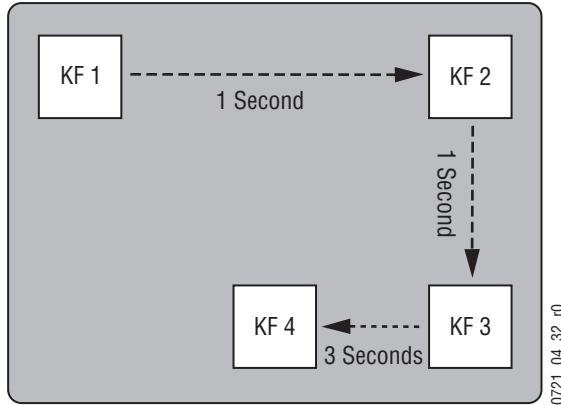 KF 1
1 Second
KF 2
1 Second
KF 3
3 Seconds
KF 4
0721_04_32_r0